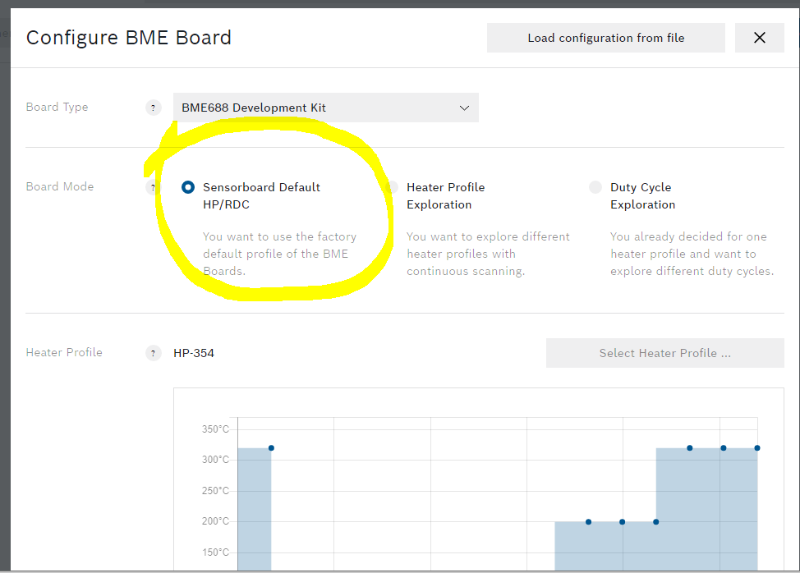 Configure BME Board
Load configuration from file
Board Type
?
BME688 Development Kit
Board Mode
?
Sensorboard Default
HP/RDC
You want to use the factory
default profile of the BME
Boards.
Heater Profile
Exploration
You want to explore different
heater profiles with
continuous scanning.
Duty Cycle
Exploration
You already decided for one
heater profile and want to
explore different duty cycles.
Heater Profile
?
HP-354
Select Heater Profile ...
350°C
300°C
250°C
200°C
150°C